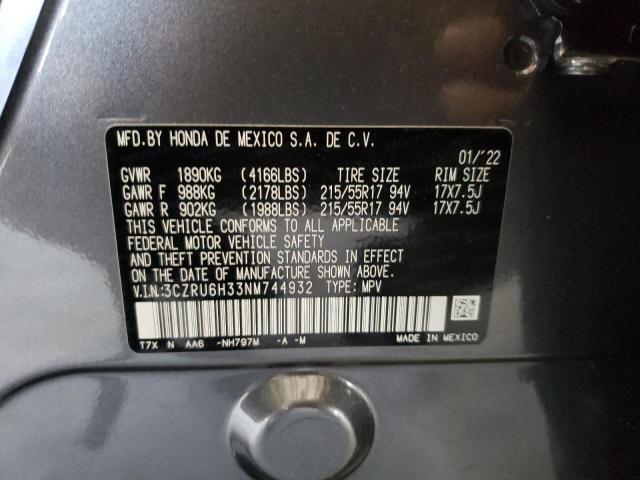 MFD.BY HONDA DE MEXICO S.A. DE C.V.
01/'22
GVWR 1890KG (4166LBS) TIRE SIZE RIM SIZE
GAWR F 988KG (2178LBS) 215/55R17 94V 17X7.5J
GAWR R 902KG (1988LBS) 215/55R17 94V 17X7.5J
THIS VEHICLE CONFORMS TO ALL APPLICABLE
FEDERAL MOTOR VEHICLE SAFETY
AND THEFT PREVENTION STANDARDS IN EFFECT
ON THE DATE OF MANUFACTURE SHOWN ABOVE.
V.I.N:3CZRU6H33NM744932 TYPE: MPV
T7X N AA6 -NH797M -A -M MADE IN MEXICO